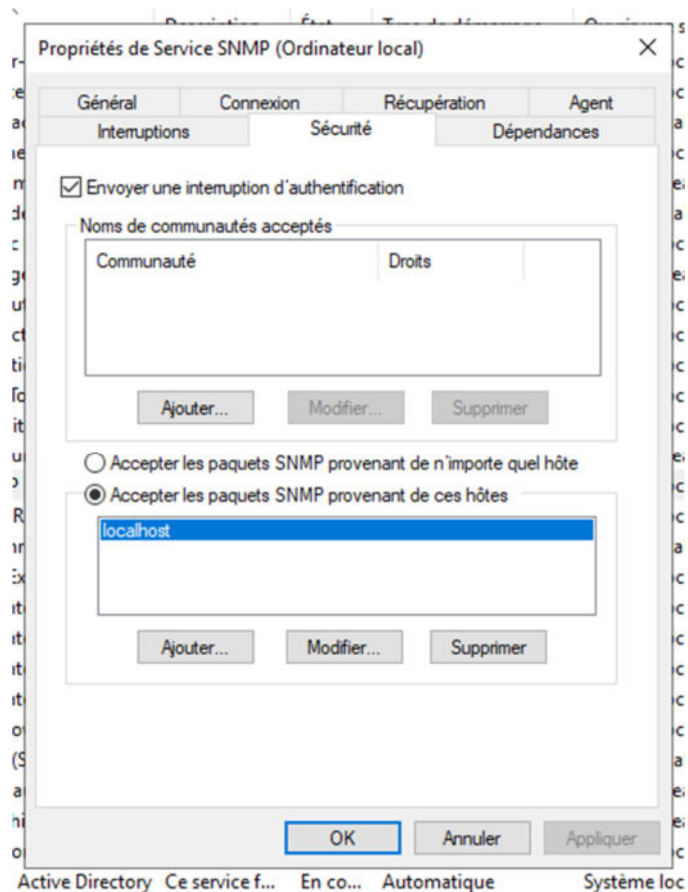 Propriétés de Service SNMP (Ordinateur local)
Général Connexion Récupération Agent
Interruptions Sécurité Dépendances
Envoyer une interruption d'authentification
Noms de communautés acceptés
Communauté Droits
Ajouter... Modifier... Supprimer
Accepter les paquets SNMP provenant de n'importe quel hôte
Accepter les paquets SNMP provenant de ces hôtes
localhost
Ajouter... Modifier... Supprimer
OK Annuler Appliquer
Active Directory Ce service f... En co... Automatique Système loc